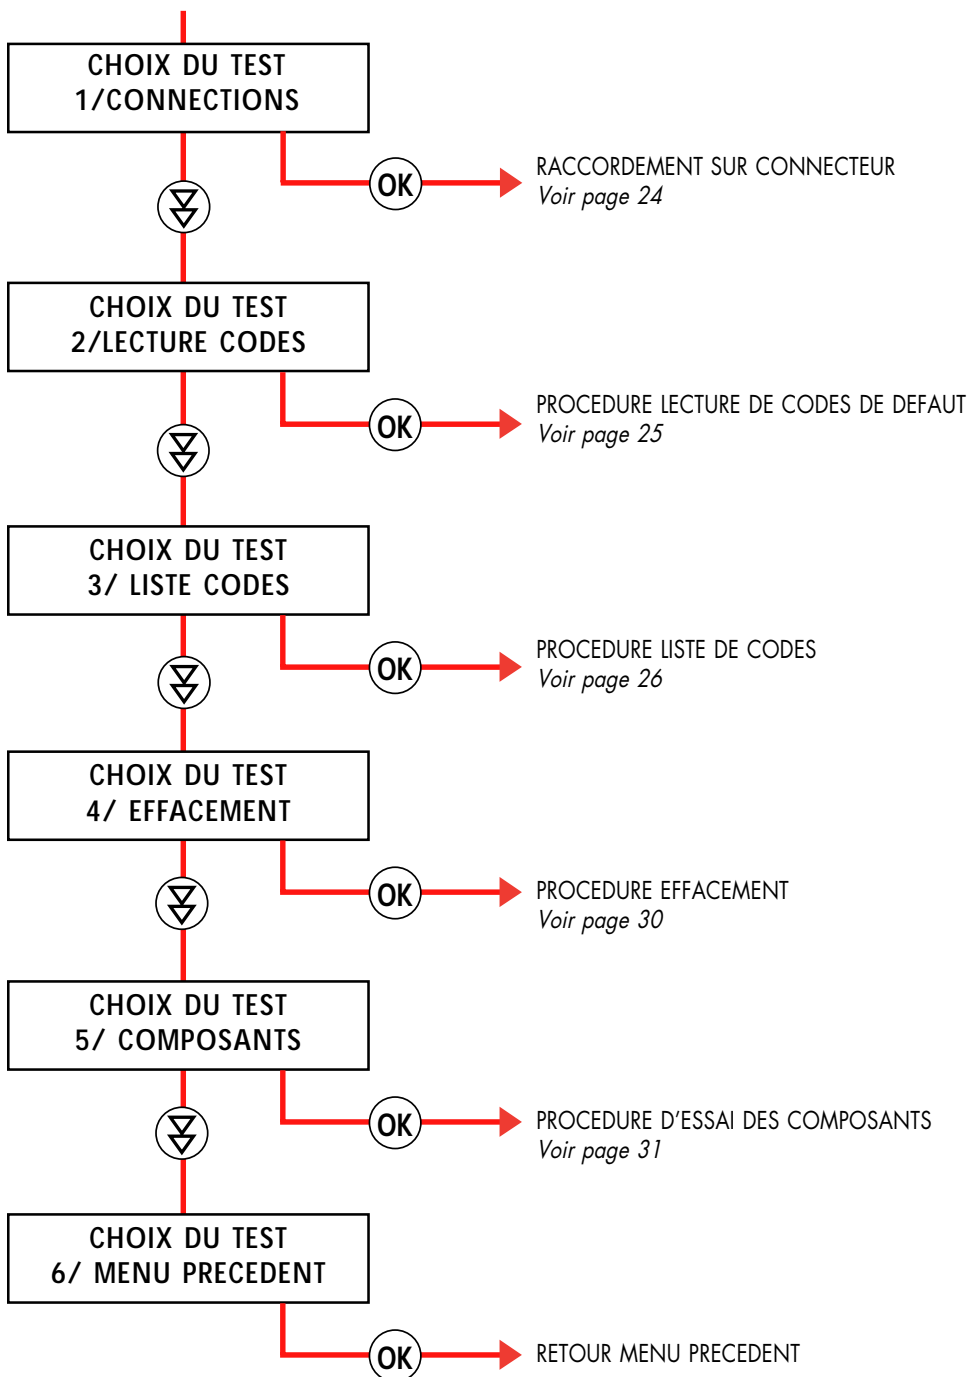 CHOIX DU TEST
1/CONNECTIONS
OK
RACCORDEMENT SUR CONNECTEUR
Voir page 24
CHOIX DU TEST
2/LECTURE CODES
OK
PROCEDURE LECTURE DE CODES DE DEFAUT
Voir page 25
CHOIX DU TEST
3/ LISTE CODES
OK
PROCEDURE LISTE DE CODES
Voir page 26
CHOIX DU TEST
4/ EFFACEMENT
OK
PROCEDURE EFFACEMENT
Voir page 30
CHOIX DU TEST
5/ COMPOSANTS
OK
PROCEDURE D'ESSAI DES COMPOSANTS
Voir page 31
CHOIX DU TEST
6/ MENU PRECEDENT
OK
RETOUR MENU PRECEDENT